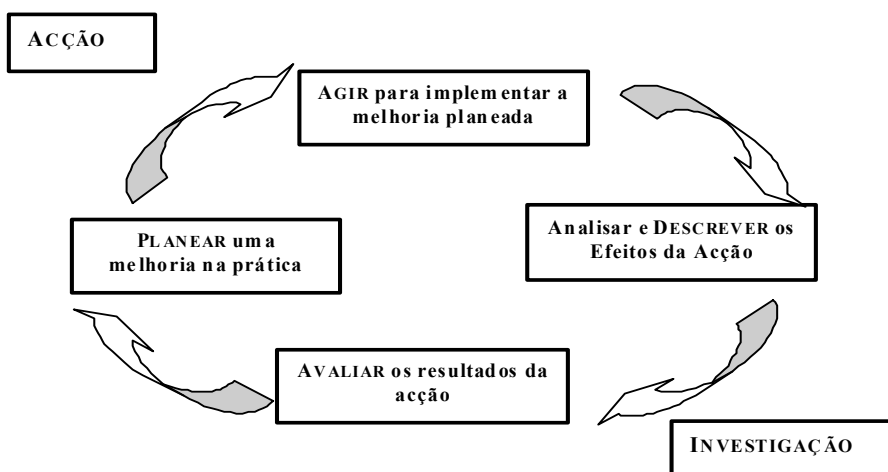 ACÇÃO
AGIR para implementar a
melhoria planeada
PLANEAR uma
melhoria na prática
Analisar e DESCREVER os
Efeitos da Acção
AVALIAR os resultados da
acção
INVESTIGAÇÃO